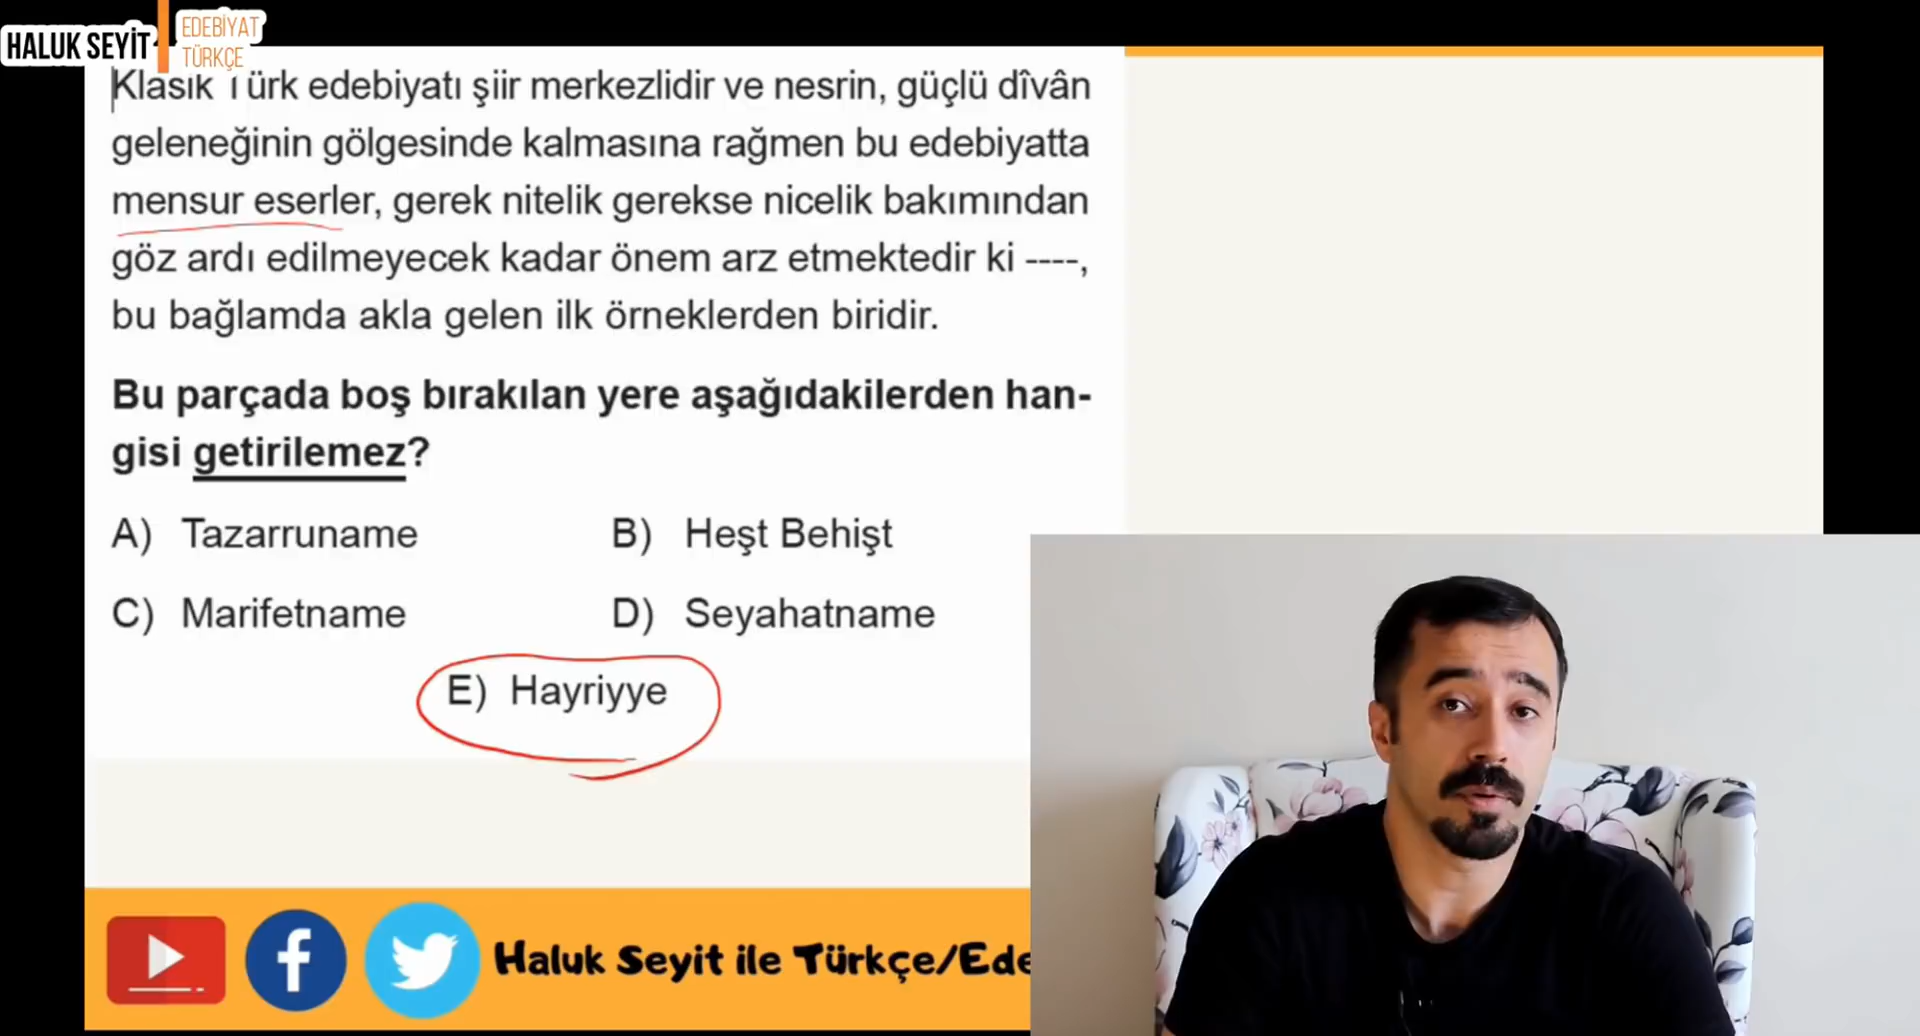 HALUK SEYİT
EDEBİYAT
TÜRKÇE
Klasik Türk edebiyatı şiir merkezlidir ve nesrin, güçlü dîvân
geleneğinin gölgesinde kalmasına rağmen bu edebiyatta
mensur eserler, gerek nitelik gerekse nicelik bakımından
göz ardı edilmeyecek kadar önem arz etmektedir ki ----,
bu bağlamda akla gelen ilk örneklerden biridir.
Bu parçada boş bırakılan yere aşağıdakilerden han-
gisi getirilemez?
A) Tazarruname
B) Heşt Behişt
C) Marifetname
D) Seyahatname
E) Hayriyye
Haluk Seyit ile Türkçe/Ede